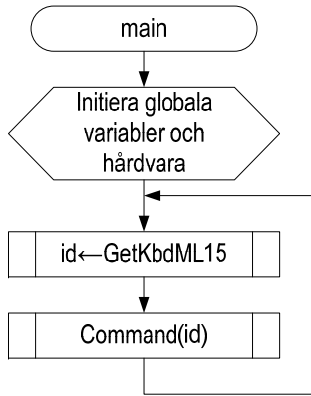 main
Initiera globala
variabler och
hårdvara
id←GetKbdML15
Command(id)